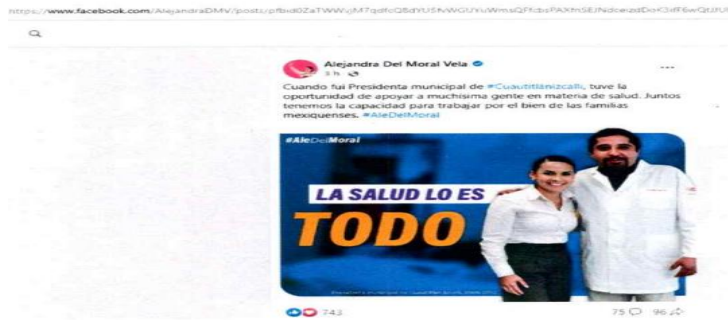 https://www.facebook.com/AlejandraDMV/posts/
Alejandra Del Moral Vela
3 h
Cuando fui Presidenta municipal de #CuautitlánIzcalli, tuve la
oportunidad de apoyar a muchísima gente en materia de salud. Juntos
tenemos la capacidad para trabajar por el bien de las familias
mexiquenses. #AleDelMoral
#AleDelMoral
LA SALUD LO ES
TODO
743
75
96